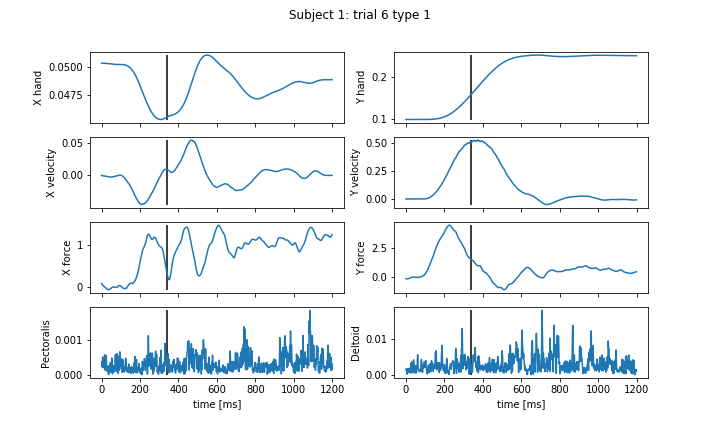 Subject 1: trial 6 type 1
X hand
0.0500
0.0475
Y hand
0.2
0.1
X velocity
0.05
0.00
Y velocity
0.50
0.25
0.00
X force
1
0
Y force
2.5
0.0
Pectoralis
0.001
0.000
Deltoid
0.01
0.00
0 200 400 600 800 1000 1200
0 200 400 600 800 1000 1200
time [ms]
time [ms]